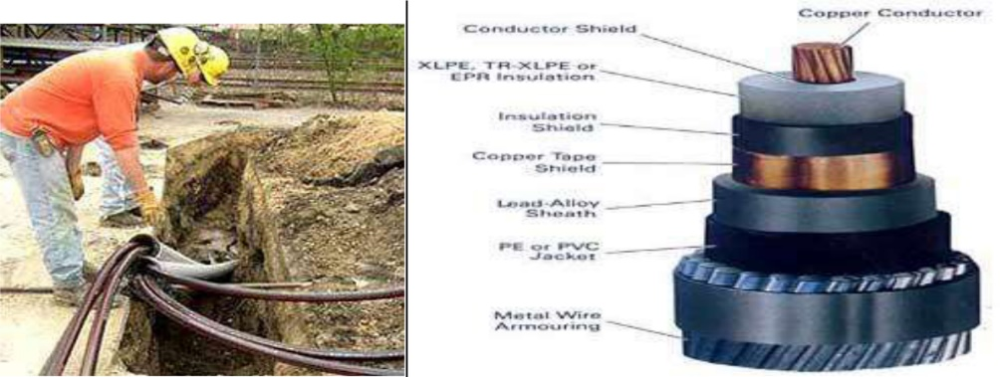 Copper Conductor
Conductor Shield
XLPE, TR-XLPE or
EPR Insulation
Insulation
Shield
Copper Tape
Shield
Lead-Alloy
Sheath
PE or PVC
Jacket
Metal Wire
Armouring